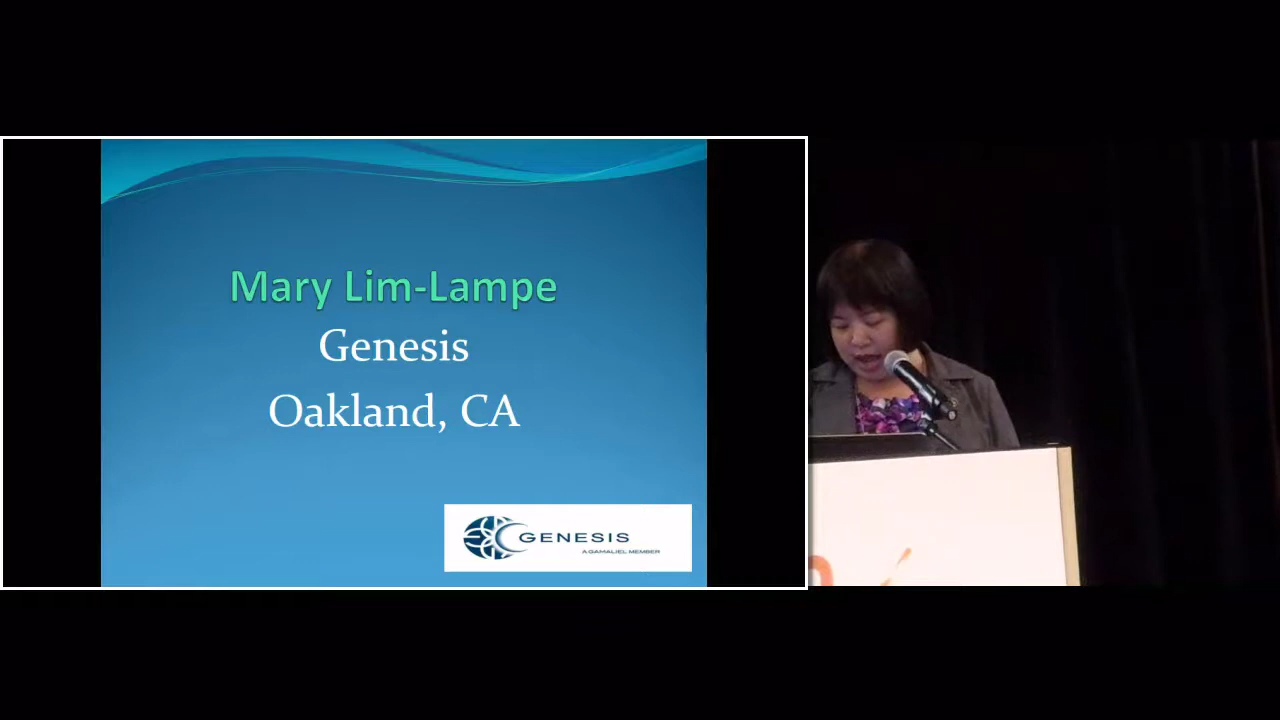 Mary Lim-Lampe
Genesis
Oakland, CA
GENESIS
A GAMALIEL MEMBER